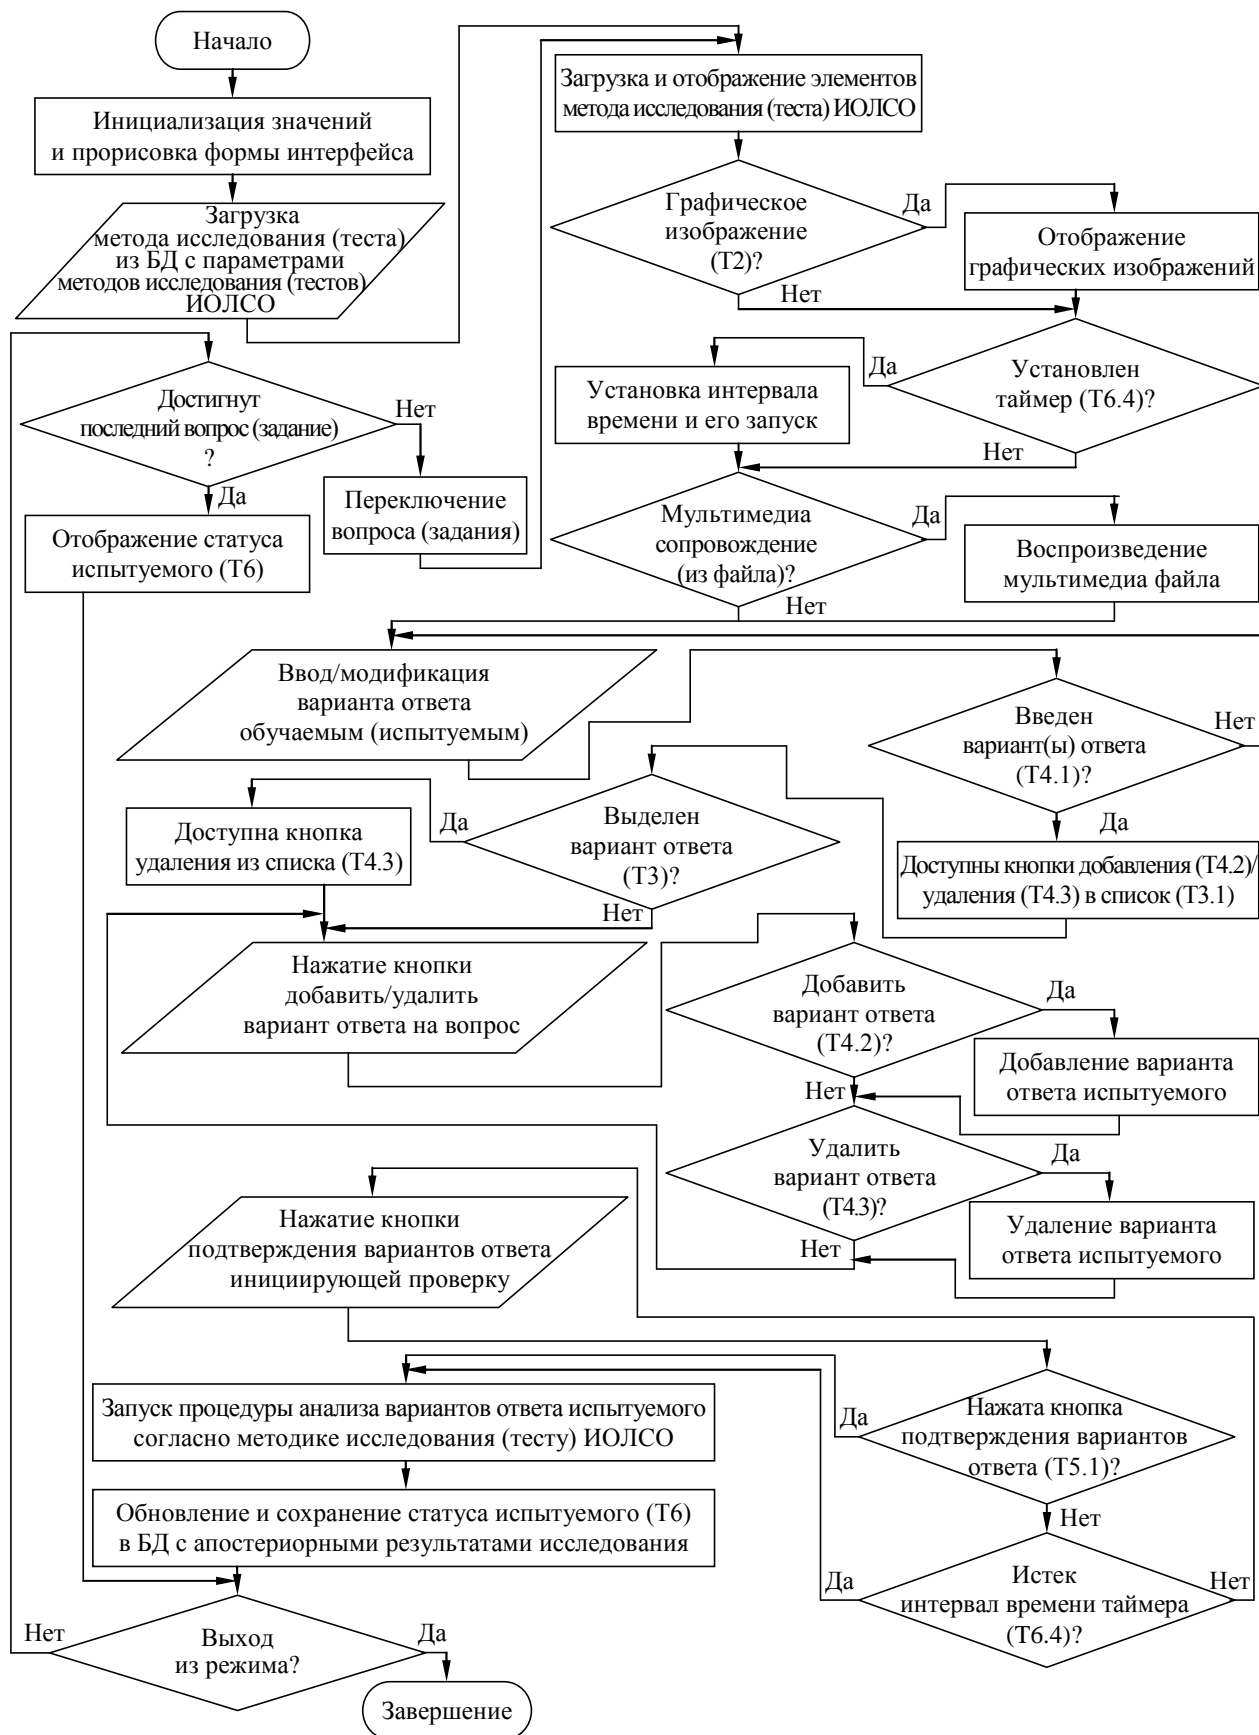 Начало
Инициализация значений
и прорисовка формы интерфейса
Загрузка
метода исследования (теста)
из БД с параметрами
методов исследования (тестов)
ИОЛСО
Достигнут
последний вопрос (задание)
?
Нет
Да
Переключение
вопроса (задания)
Отображение статуса
испытуемого (Т6)
Загрузка и отображение элементов
метода исследования (теста) ИОЛСО
Графическое
изображение
(Т2)?
Да
Нет
Отображение
графических изображений
Установлен
таймер (Т6.4)?
Да
Нет
Установка интервала
времени и его запуск
Мультимедиа
сопровождение
(из файла)?
Да
Нет
Воспроизведение
мультимедиа файла
Ввод/модификация
варианта ответа
обучаемым (испытуемым)
Введен
вариант(ы) ответа
(Т4.1)?
Нет
Да
Доступны кнопки добавления (Т4.2)/
удаления (Т4.3) в список (Т3.1)
Выделен
вариант ответа
(Т3)?
Да
Нет
Доступна кнопка
удаления из списка (Т4.3)
Нажатие кнопки
добавить/удалить
вариант ответа на вопрос
Добавить
вариант ответа
(Т4.2)?
Да
Нет
Добавление варианта
ответа испытуемого
Удалить
вариант ответа
(Т4.3)?
Да
Нет
Удаление варианта
ответа испытуемого
Нажатие кнопки
подтверждения вариантов ответа
инициирующей проверку
Нажата кнопка
подтверждения вариантов
ответа (Т5.1)?
Да
Нет
Запуск процедуры анализа вариантов ответа испытуемого
согласно методике исследования (тесту) ИОЛСО
Обновление и сохранение статуса испытуемого (Т6)
в БД с апостериорными результатами исследования
Истек
интервал времени таймера
(Т6.4)?
Да
Нет
Выход
из режима?
Нет
Да
Завершение